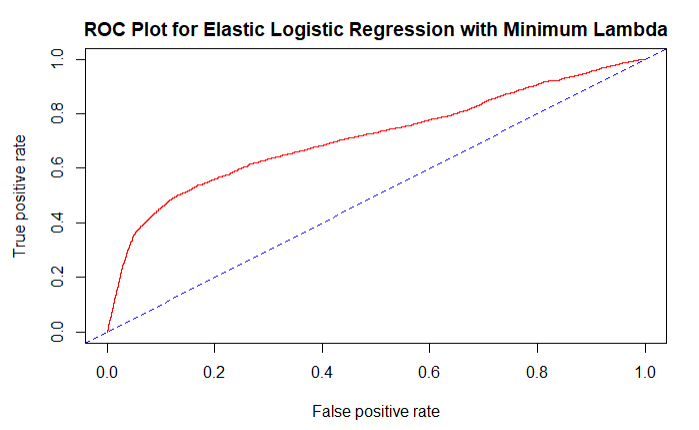 ROC Plot for Elastic Logistic Regression with Minimum Lambda
True positive rate
1.0
0.8
0.6
0.4
0.2
0.0
0.0 0.2 0.4 0.6 0.8 1.0
False positive rate